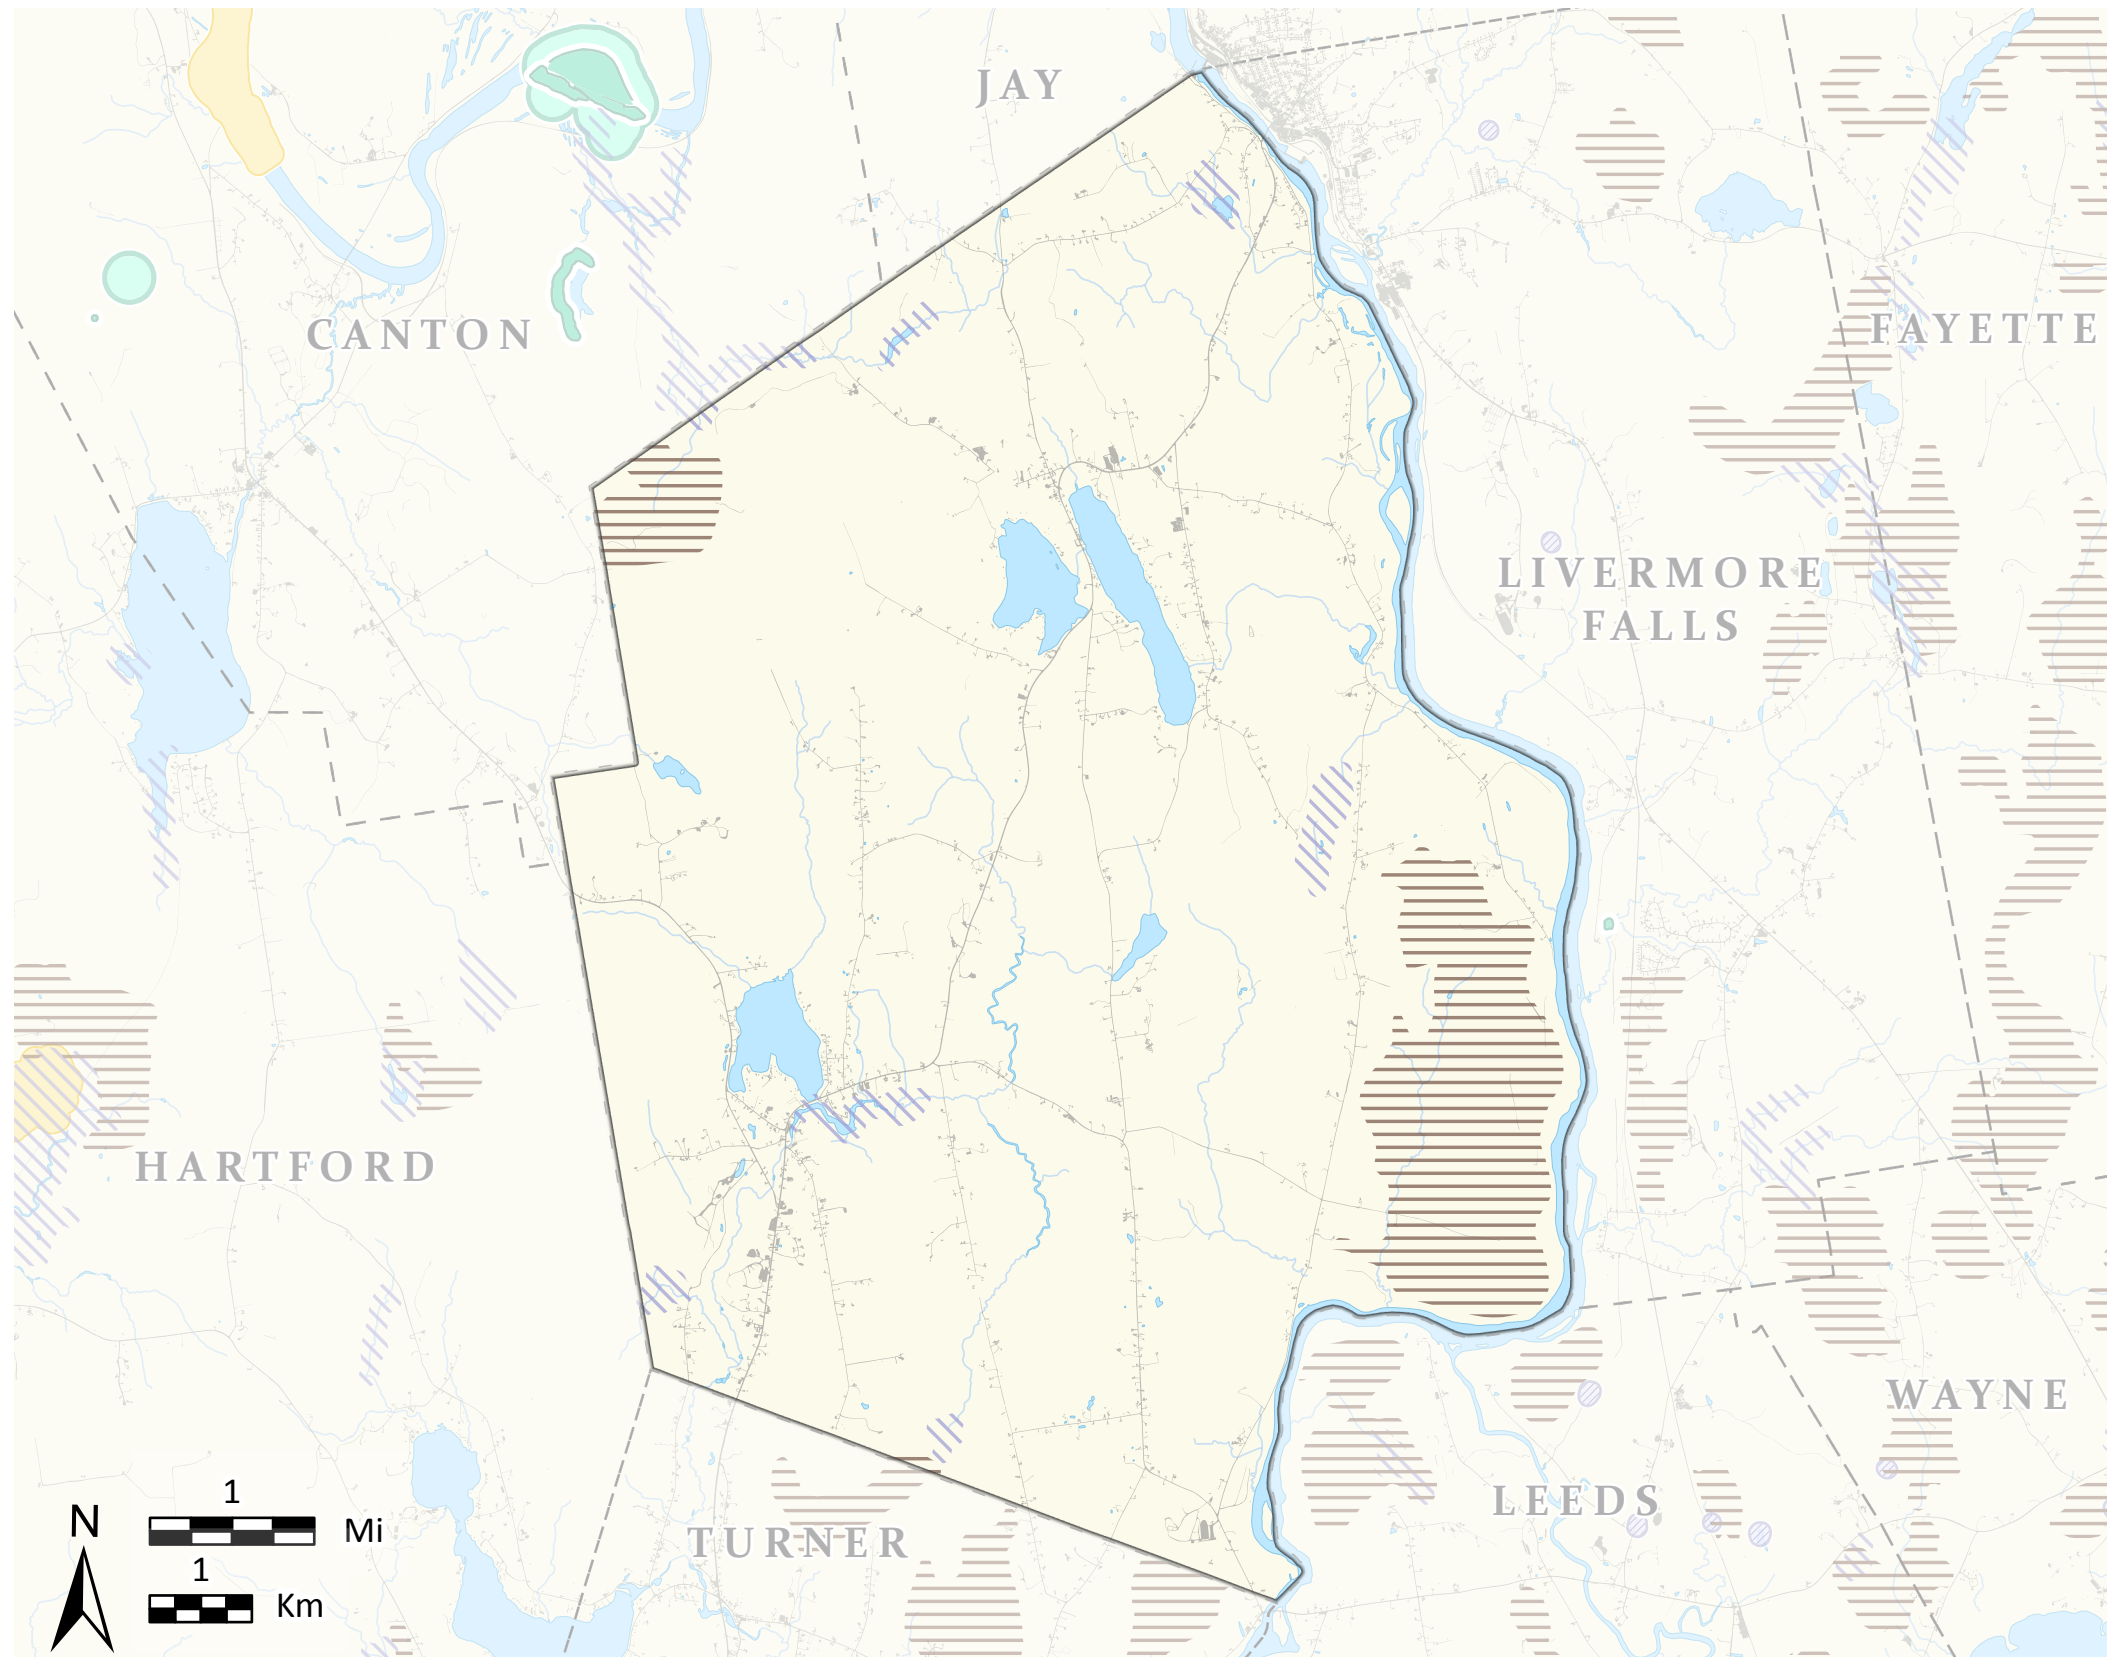 JAY
CANTON
FAYETTE
LIVERMORE
FALLS
HARTFORD
WAYNE
LEEDS
TURNER
N
1
Mi
1
Km